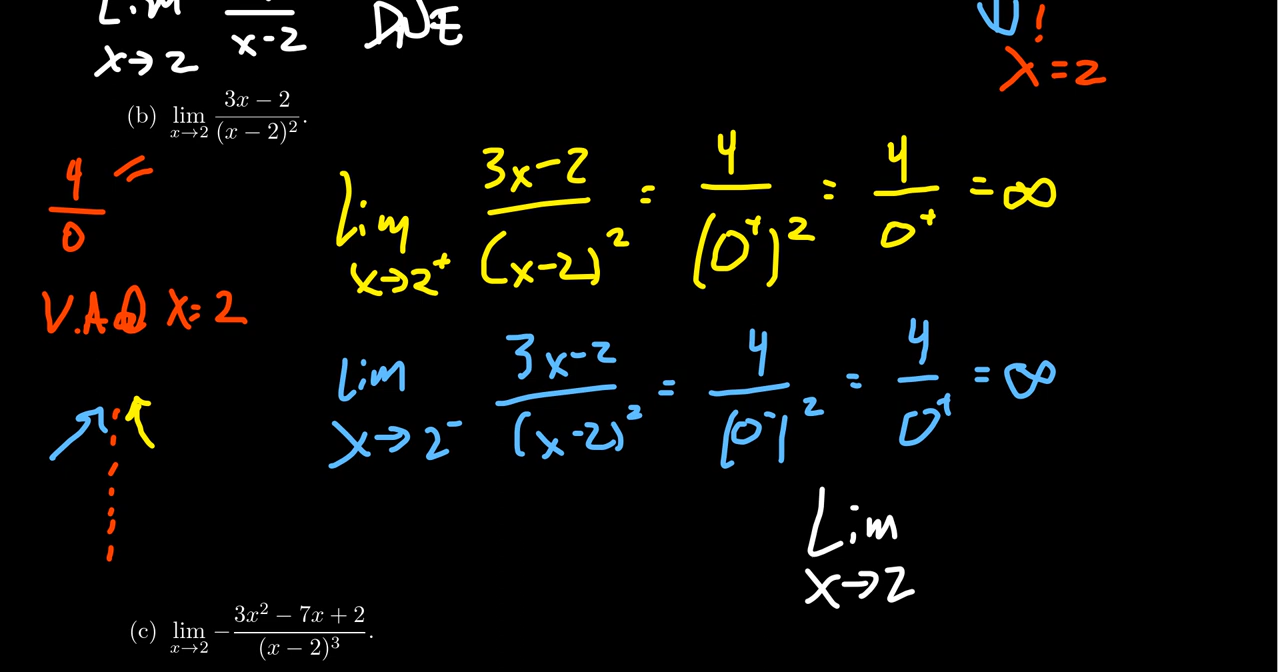 Lim x→2 /(x-2) DNE
! x=2
(b) lim x→2 (3x − 2)/(x − 2)².
4/0 =
Lim x→2⁺ (3x-2)/(x-2)² = 4/(0⁺)² = 4/0⁺ = ∞
V.A @ x=2
Lim x→2⁻ (3x-2)/(x-2)² = 4/(0⁻)² = 4/0⁺ = ∞
Lim x→2
(c) lim x→2 −(3x² − 7x + 2)/(x − 2)³.